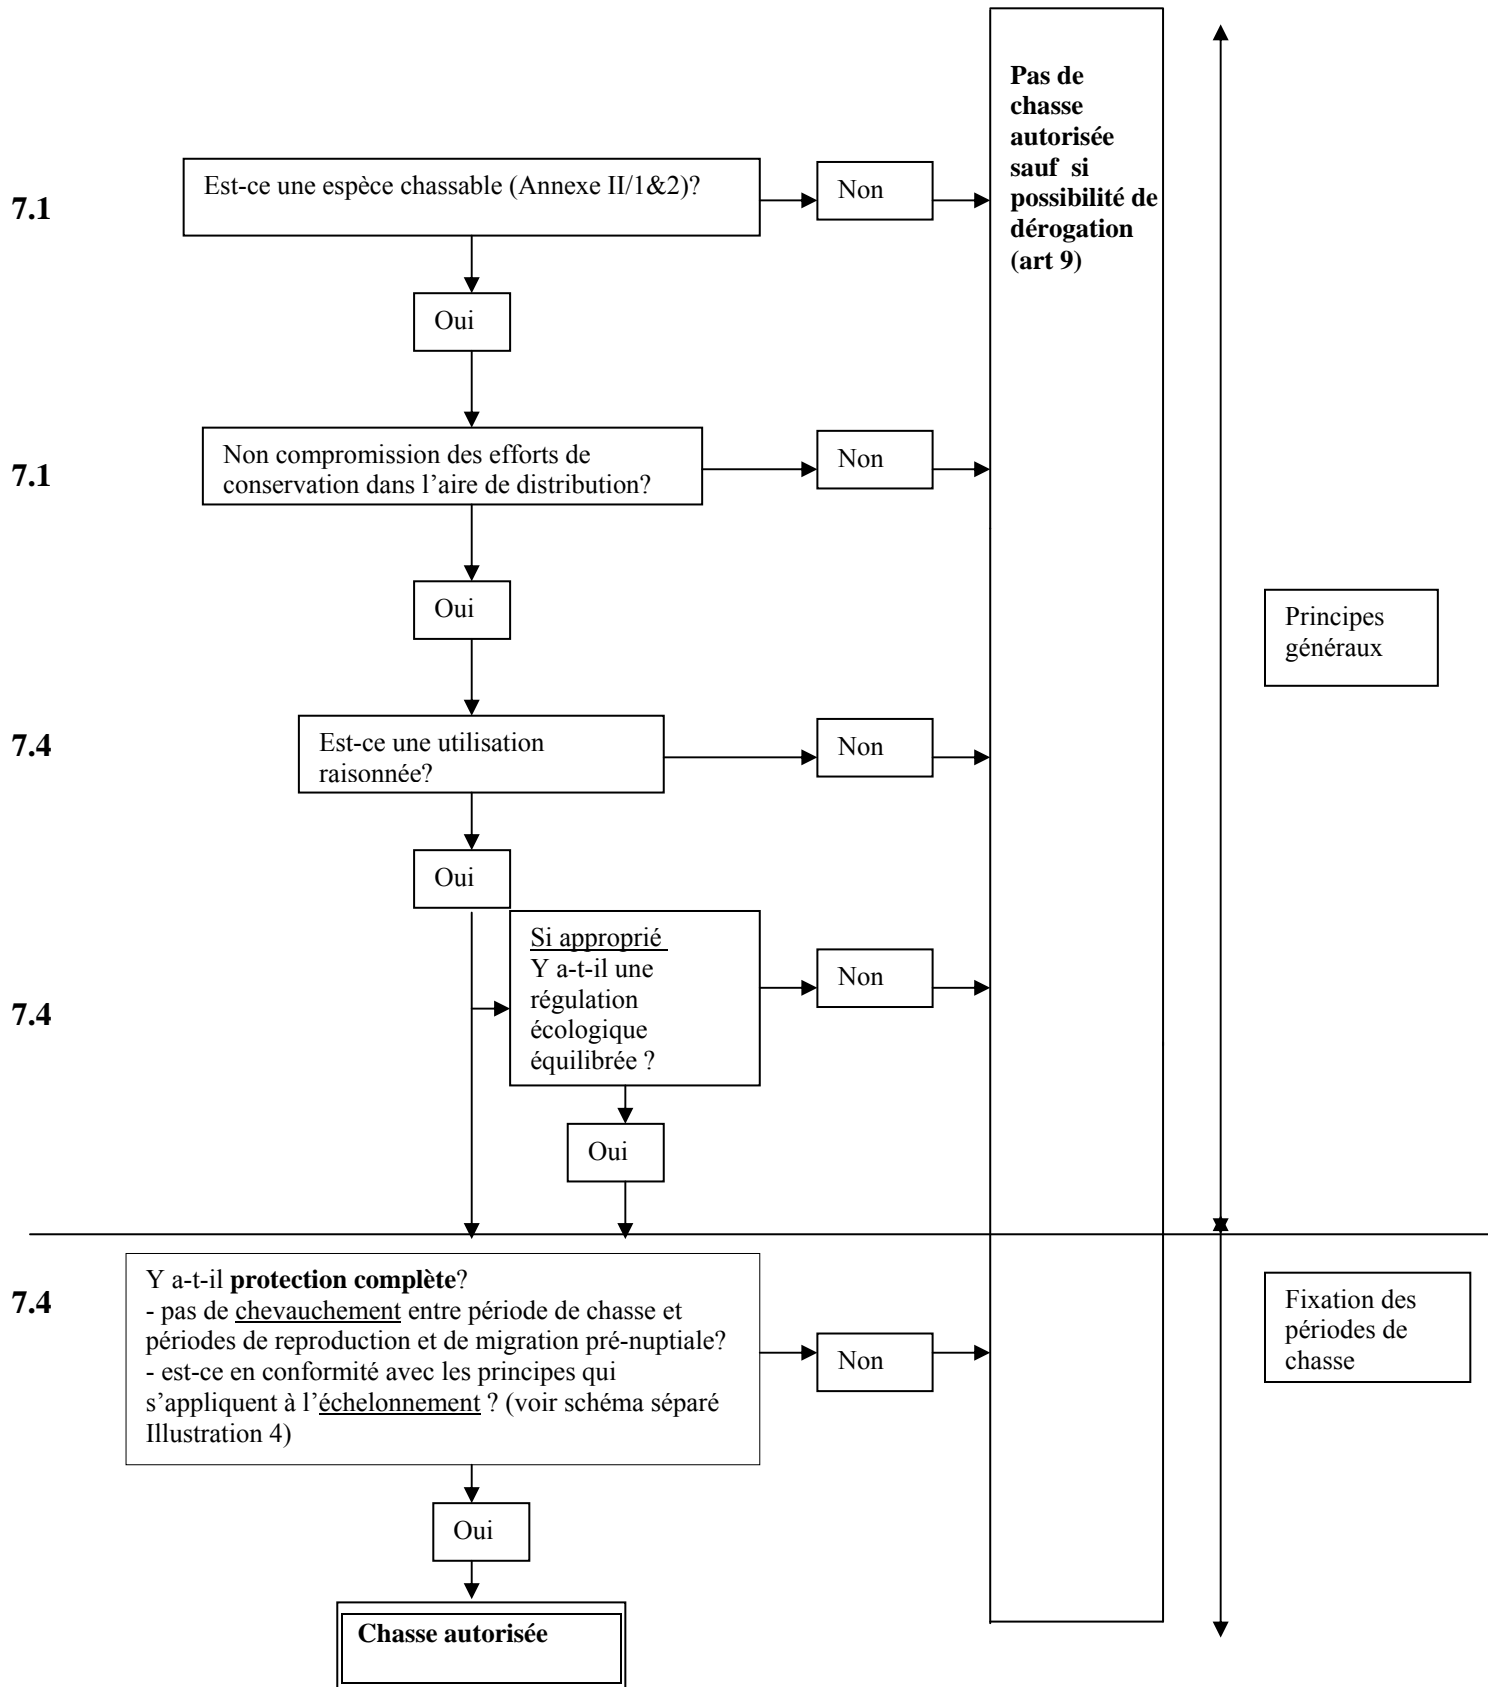 Pas de
chasse
autorisée
sauf si
possibilité de
dérogation
(art 9)
7.1
Est-ce une espèce chassable (Annexe II/1&2)?
Non
Oui
7.1
Non compromission des efforts de
conservation dans l’aire de distribution?
Non
Oui
Principes
généraux
7.4
Est-ce une utilisation
raisonnée?
Non
Oui
7.4
Si approprié
Y a-t-il une
régulation
écologique
équilibrée ?
Non
Oui
7.4
Y a-t-il protection complète?
- pas de chevauchement entre période de chasse et
périodes de reproduction et de migration pré-nuptiale?
- est-ce en conformité avec les principes qui
s’appliquent à l’échelonnement ? (voir schéma séparé
Illustration 4)
Non
Fixation des
périodes de
chasse
Oui
Chasse autorisée